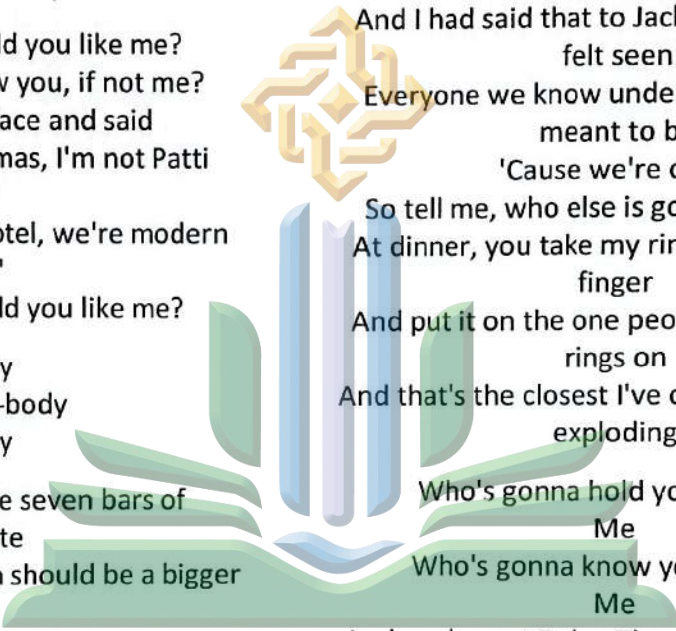 ld you like me?
w you, if not me?
ace and said
mas, I'm not Patti
otel, we're modern
ld you like me?
y
-body
y
e seven bars of
te
n should be a bigger
And I had said that to Jac
felt seen
Everyone we know unde
meant to b
'Cause we're
So tell me, who else is go
At dinner, you take my rin
finger
And put it on the one peo
rings on
And that's the closest I've
exploding
Who's gonna hold yo
Me
Who's gonna know y
Me